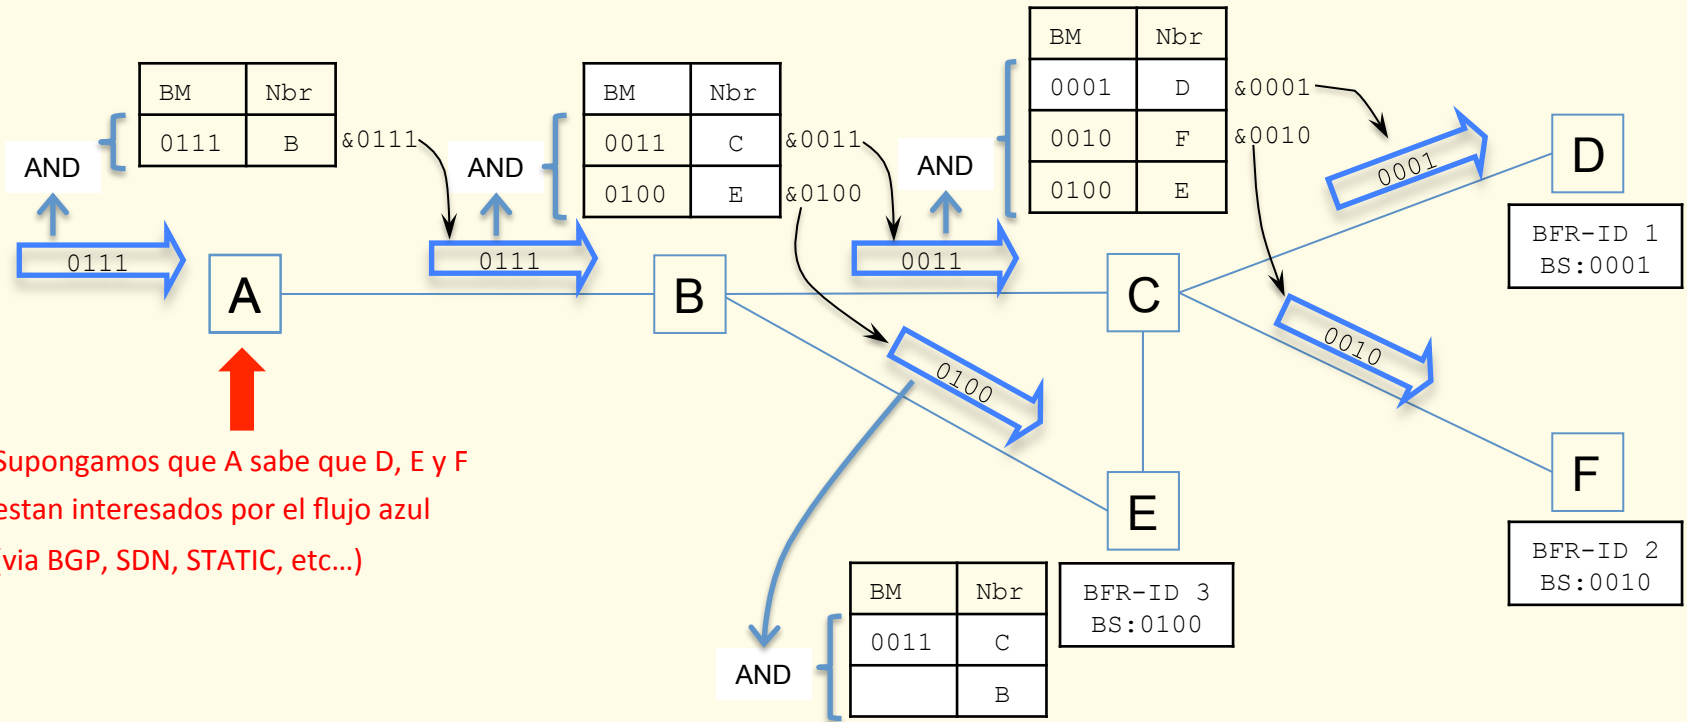 BM Nbr
0111 B
&0111
AND
0111
A
BM Nbr
0011 C
0100 E
&0011
&0100
AND
0111
B
BM Nbr
0001 D
0010 F
0100 E
&0001
&0010
AND
0011
C
0001
D
BFR-ID 1
BS:0001
0010
F
BFR-ID 2
BS:0010
0100
E
BFR-ID 3
BS:0100
BM Nbr
0011 C
B
AND
Supongamos que A sabe que D, E y F
estan interesados por el flujo azul
(via BGP, SDN, STATIC, etc...)